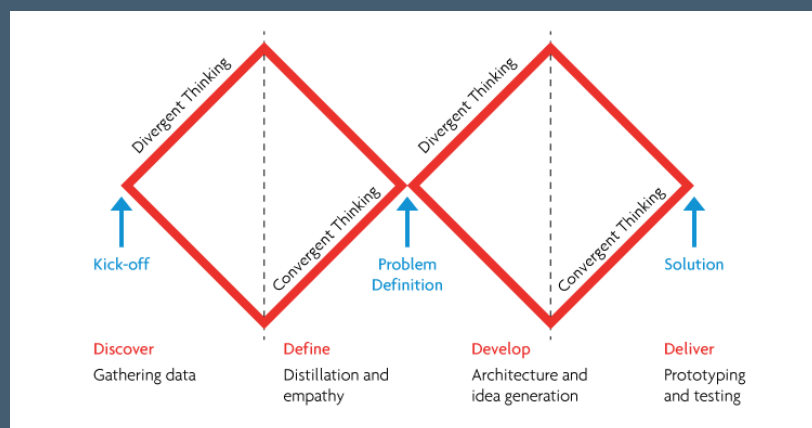 Divergent Thinking
Convergent Thinking
Divergent Thinking
Convergent Thinking
Kick-off
Problem
Definition
Solution
Discover
Gathering data
Define
Distillation and
empathy
Develop
Architecture and
idea generation
Deliver
Prototyping
and testing